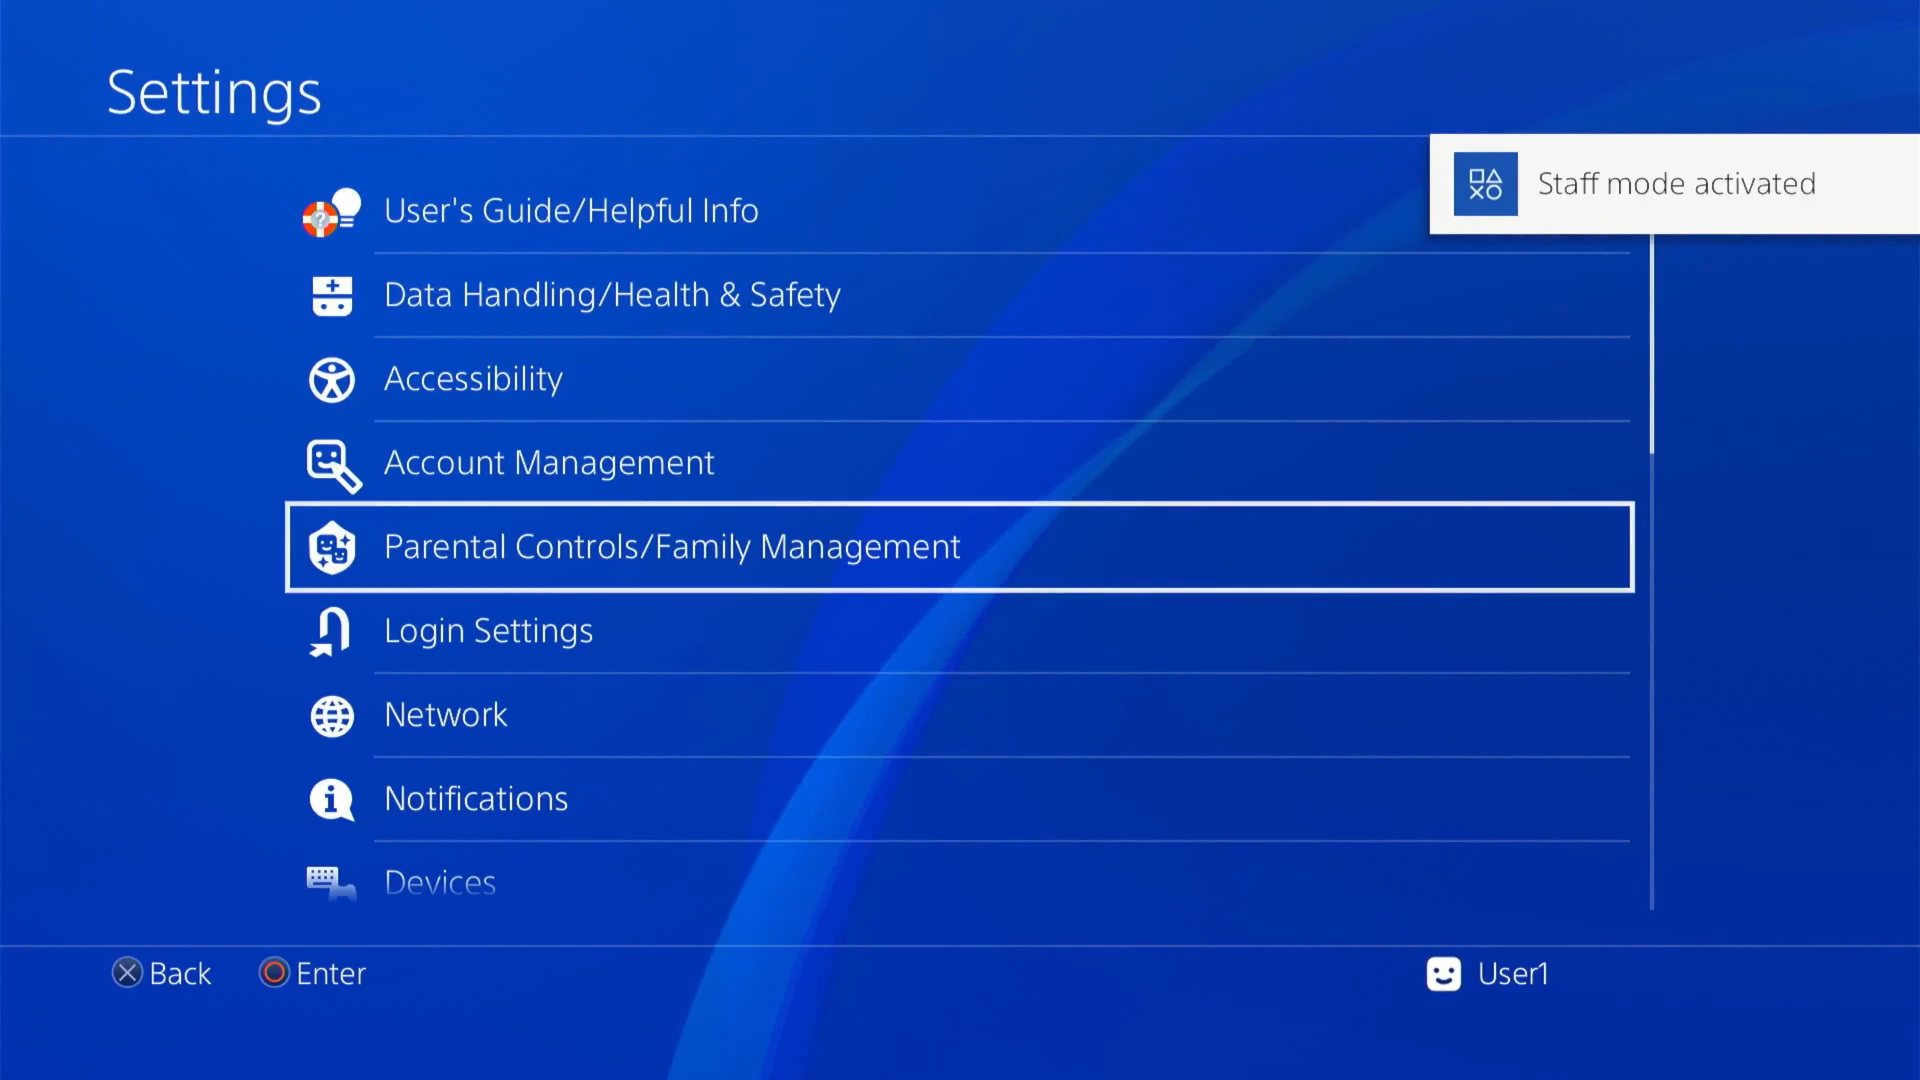 Settings
Staff mode activated
User's Guide/Helpful Info
Data Handling/Health & Safety
Accessibility
Account Management
Parental Controls/Family Management
Login Settings
Network
Notifications
Devices
Back
Enter
User1